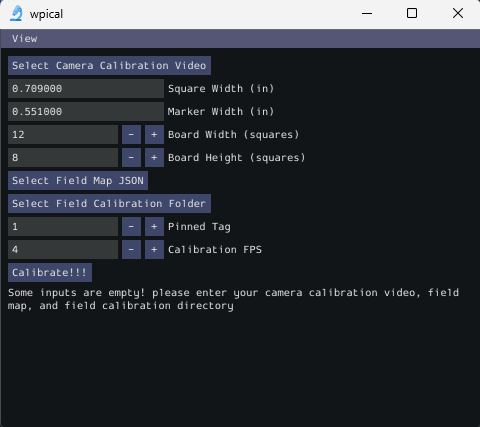 wpical
View
Select Camera Calibration Video
0.709000 Square Width (in)
0.551000 Marker Width (in)
12 - + Board Width (squares)
8 - + Board Height (squares)
Select Field Map JSON
Select Field Calibration Folder
1 - + Pinned Tag
4 - + Calibration FPS
Calibrate!!!
Some inputs are empty! please enter your camera calibration video, field
map, and field calibration directory